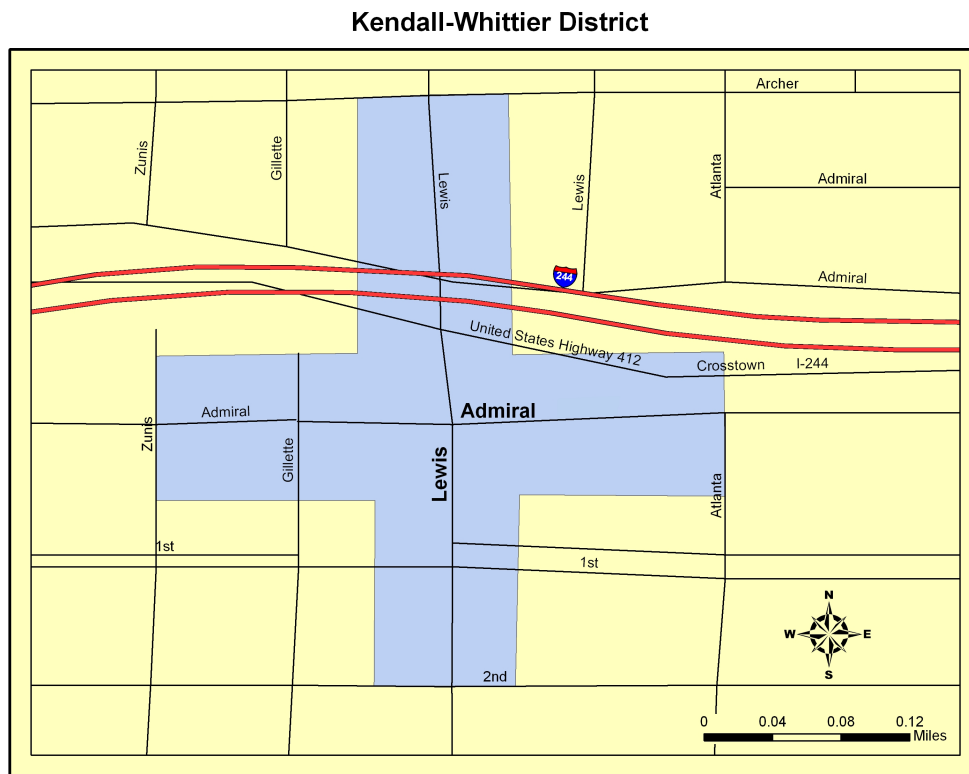 Kendall-Whittier District
Archer
Zunis
Gillette
Lewis
Lewis
Atlanta
Admiral
244
Admiral
United States Highway 412
Crosstown I-244
Admiral
Admiral
Zunis
Gillette
Lewis
Atlanta
1st
1st
N
W E
S
2nd
0 0.04 0.08 0.12
Miles